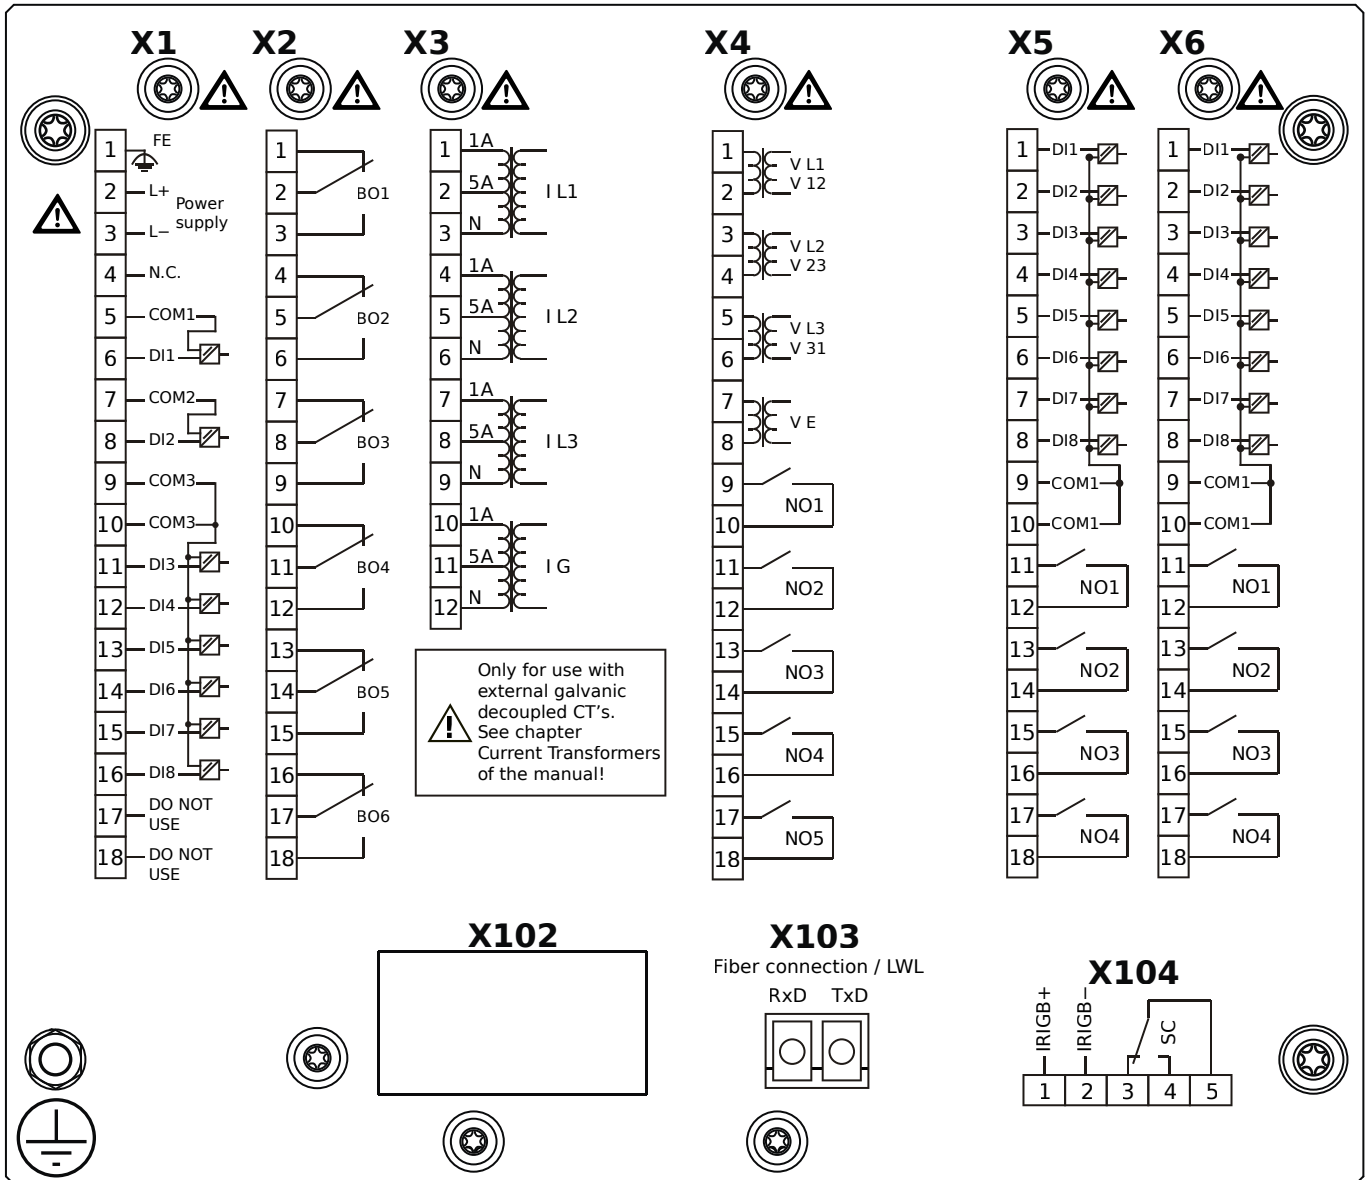 X1 X2 X3 X4 X5 X6
1 FE
2 L+
Power
supply
3 L−
4 N.C.
5 COM1
6 DI1
7 COM2
8 DI2
9 COM3
10 COM3
11 DI3
12 DI4
13 DI5
14 DI6
15 DI7
16 DI8
17 DO NOT
USE
18 DO NOT
USE
1
2 BO1
3
4
5 BO2
6
7
8 BO3
9
10
11 BO4
12
13
14 BO5
15
16
17 BO6
18
1 1A
2 5A I L1
3 N
4 1A
5 5A I L2
6 N
7 1A
8 5A I L3
9 N
10 1A
11 5A I G
12 N
Only for use with
external galvanic
decoupled CT's.
See chapter
Current Transformers
of the manual!
1 V L1
2 V 12
3 V L2
4 V 23
5 V L3
6 V 31
7 V E
8
9 NO1
10
11 NO2
12
13 NO3
14
15 NO4
16
17 NO5
18
1 DI1
2 DI2
3 DI3
4 DI4
5 DI5
6 DI6
7 DI7
8 DI8
9 COM1
10 COM1
11 NO1
12
13 NO2
14
15 NO3
16
17 NO4
18
1 DI1
2 DI2
3 DI3
4 DI4
5 DI5
6 DI6
7 DI7
8 DI8
9 COM1
10 COM1
11 NO1
12
13 NO2
14
15 NO3
16
17 NO4
18
X102
X103
Fiber connection / LWL
RxD TxD
X104
IRIGB+ IRIGB− SC
1 2 3 4 5